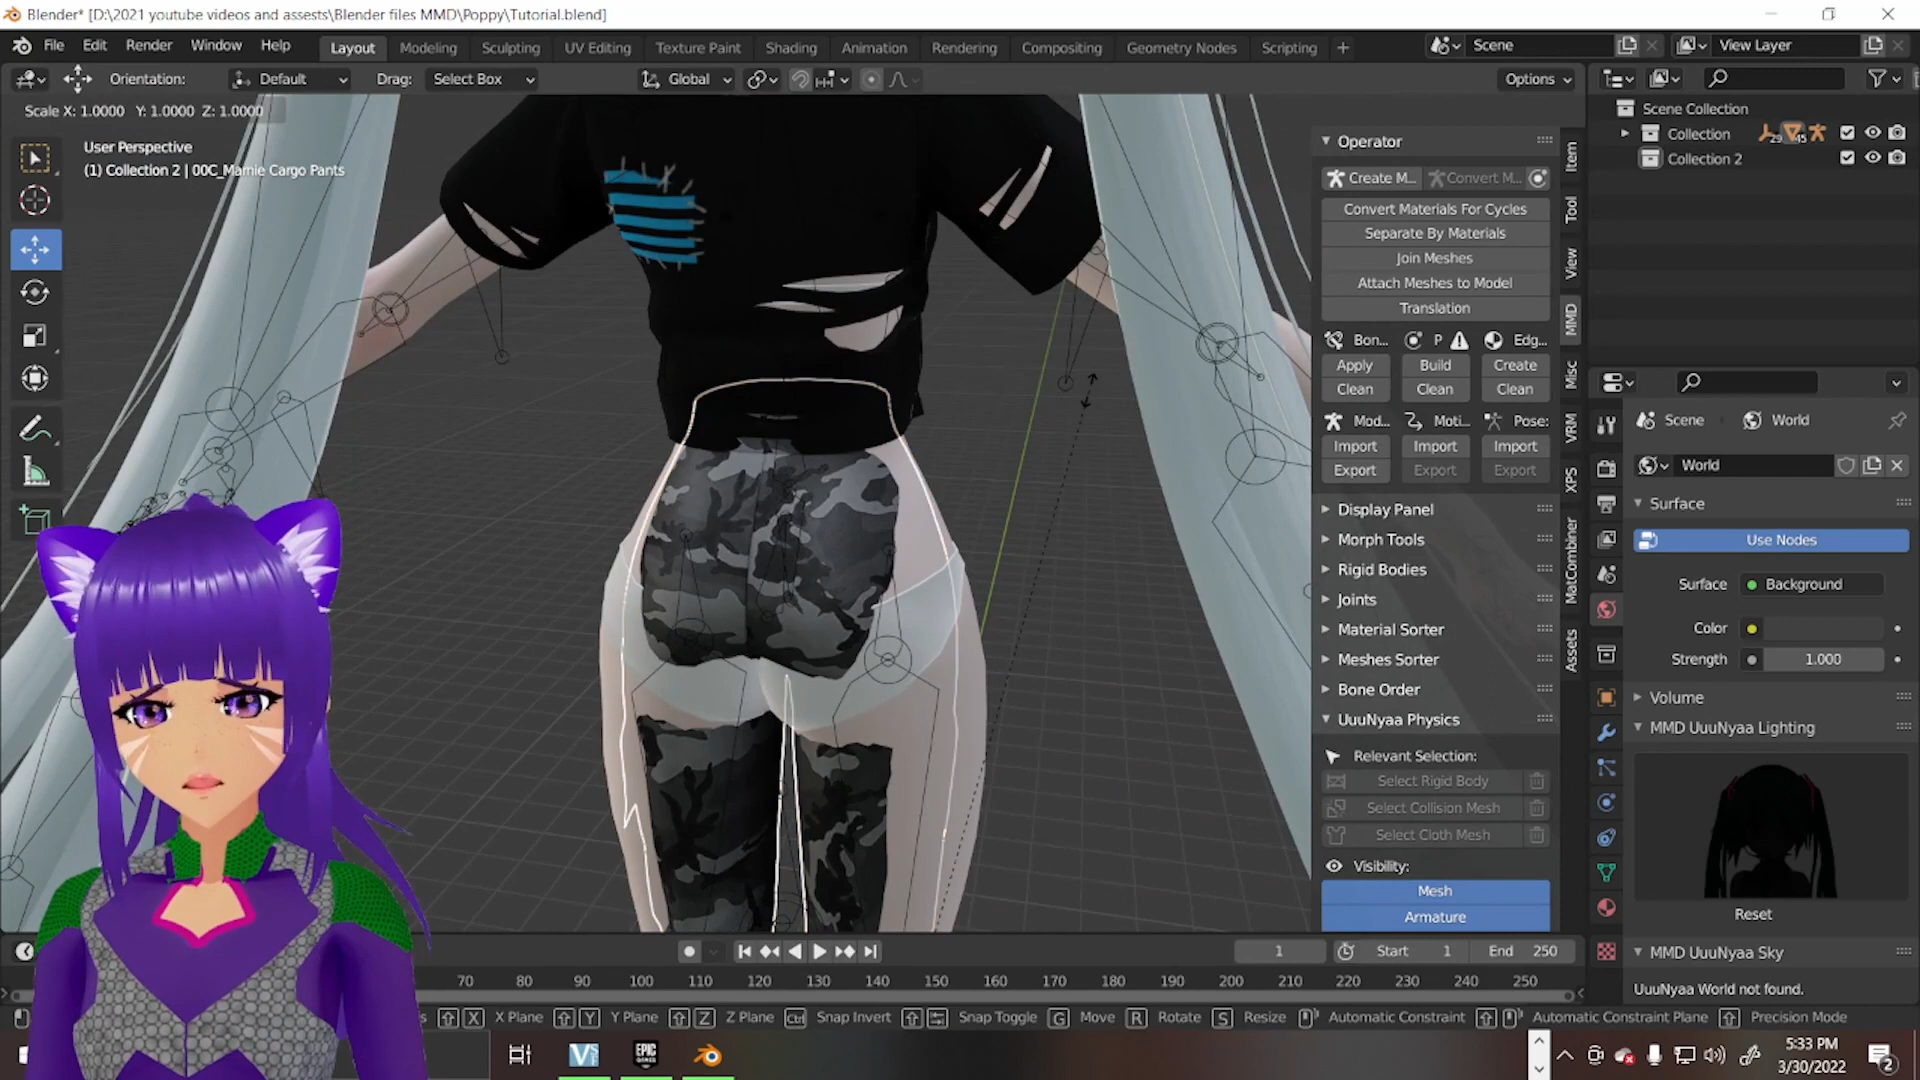 Blender* [D:\2021 youtube videos and assests\Blender files MMD\Poppy\Tutorial.blend]
File Edit Render Window Help Layout Modeling Sculpting UV Editing Texture Paint Shading Animation Rendering Compositing Geometry Nodes Scripting + Scene View Layer
Orientation: Default Drag: Select Box Global Options
Scale X: 1.0000 Y: 1.0000 Z: 1.0000
User Perspective
(1) Collection 2 | 00C_Mamie Cargo Pants
Scene Collection
Collection 29 45
Collection 2
Operator
Create M... Convert M...
Convert Materials For Cycles
Separate By Materials
Join Meshes
Attach Meshes to Model
Translation
Bon... P Edg...
Apply Build Create
Clean Clean Clean
Mod... Moti... Pose:
Import Import Import
Export Export Export
Display Panel
Morph Tools
Rigid Bodies
Joints
Material Sorter
Meshes Sorter
Bone Order
UuuNyaa Physics
Relevant Selection:
Select Rigid Body
Select Collision Mesh
Select Cloth Mesh
Visibility:
Mesh
Armature
Item
Tool
View
MMD
Misc
VRM
XPS
MatCombiner
Assets
Scene World
World
Surface
Use Nodes
Surface Background
Color
Strength 1.000
Volume
MMD UuuNyaa Lighting
Reset
MMD UuuNyaa Sky
UuuNyaa World not found.
1 Start 1 End 250
70 80 90 100 110 120 130 140 150 160 170 180 190 200 210 220 230 240 250
s X X Plane Y Y Plane Z Z Plane Ctrl Snap Invert Snap Toggle G Move R Rotate S Resize Automatic Constraint Automatic Constraint Plane Precision Mode
EPIC GAMES
5:33 PM
3/30/2022
2